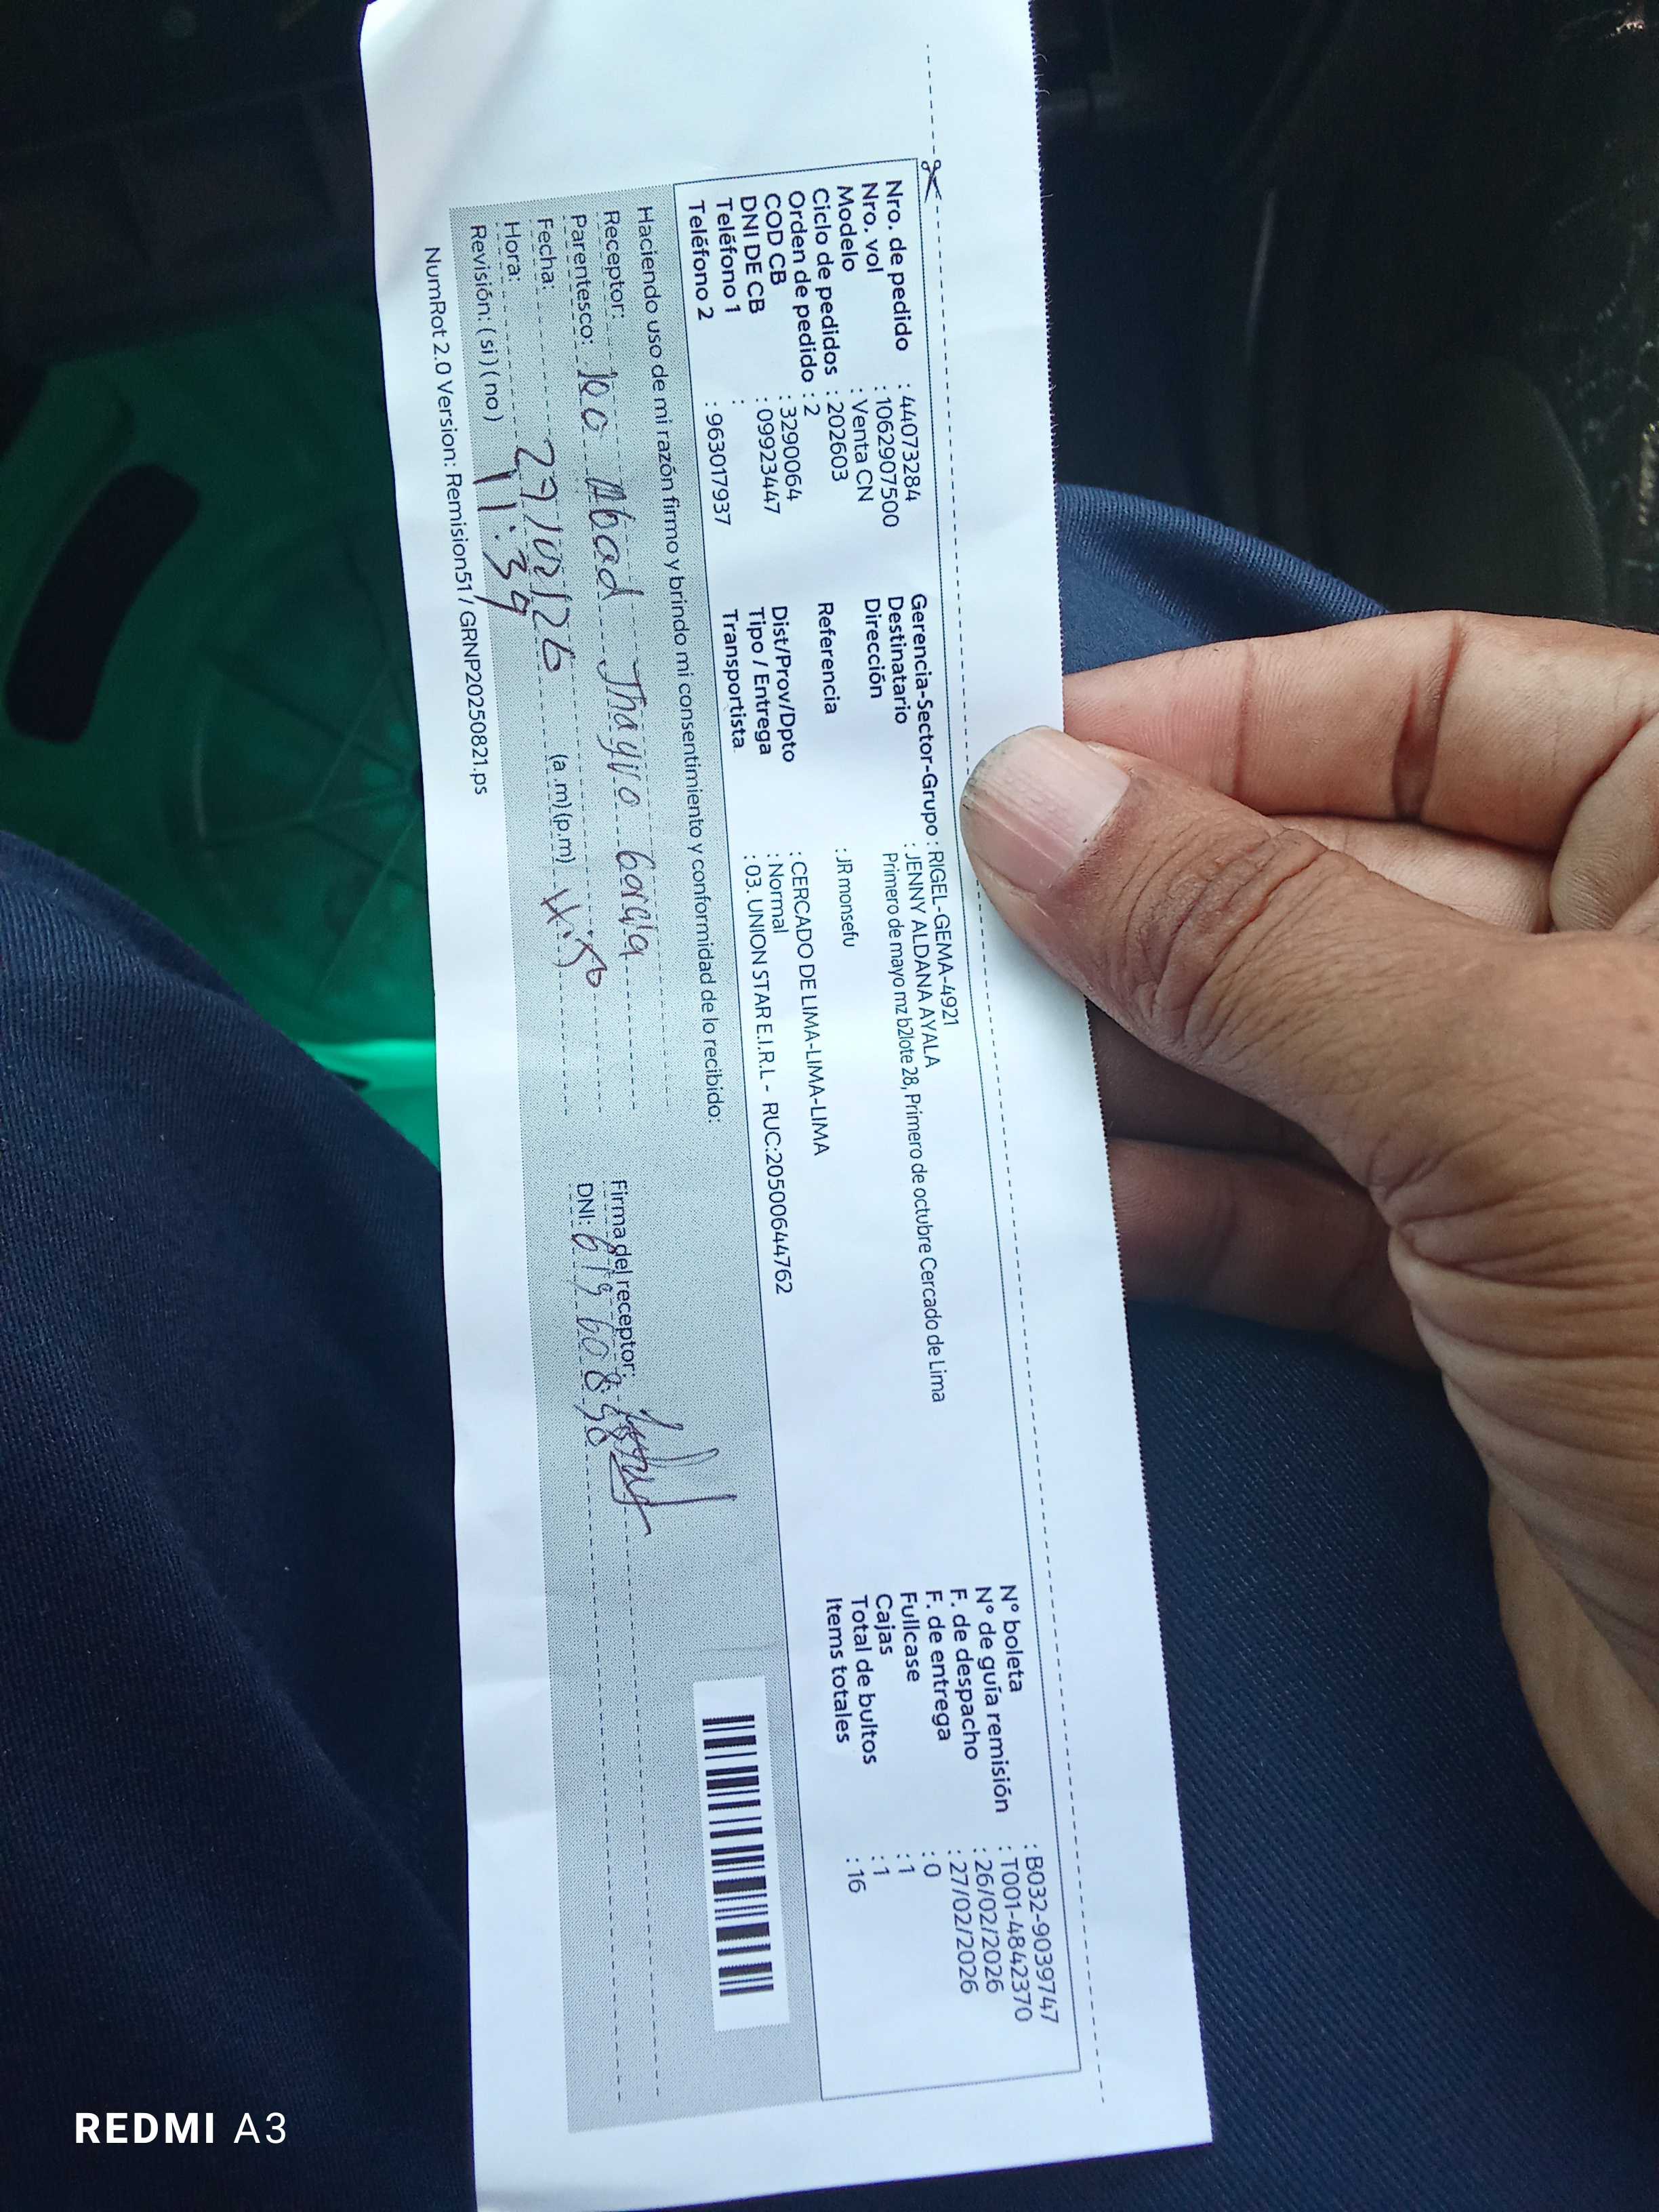 Nro. de pedido : 44073284
Nro. vol : 1062907500
Modelo : Venta CN
Ciclo de pedidos : 202603
Orden de pedido : 2
COD CB : 3290064
DNI DE CB : 09923447
Teléfono 1 :
Teléfono 2 : 963017937
Gerencia-Sector-Grupo : RIGEL-GEMA-4921
Destinatario : JENNY ALDANA AYALA
Dirección Primero de mayo mz b2lote 28, Primero de octubre Cercado de Lima
Referencia : JR monsefu
Dist/Prov/Dpto : CERCADO DE LIMA-LIMA-LIMA
Tipo / Entrega : Normal
Transportista : 03. UNION STAR E.I.R.L - RUC:20500644762
N° boleta : B032-9039747
N° de guía remisión : T001-4842370
F. de despacho : 26/02/2026
F. de entrega : 27/02/2026
Fullcase : 0
Cajas : 1
Total de bultos : 1
Items totales : 16
Haciendo uso de mi razón firmo y brindo mi consentimiento y conformidad de lo recibido:
Receptor: Abad
Parentesco:
Fecha: 27/02/26
Hora: 11:39 (a.m)(p.m)
Revisión: ( si ) ( no )
Firma del receptor:
DNI:
NumRot 2.0 Version: Remision51 / GRNP20250821.ps
REDMI A3